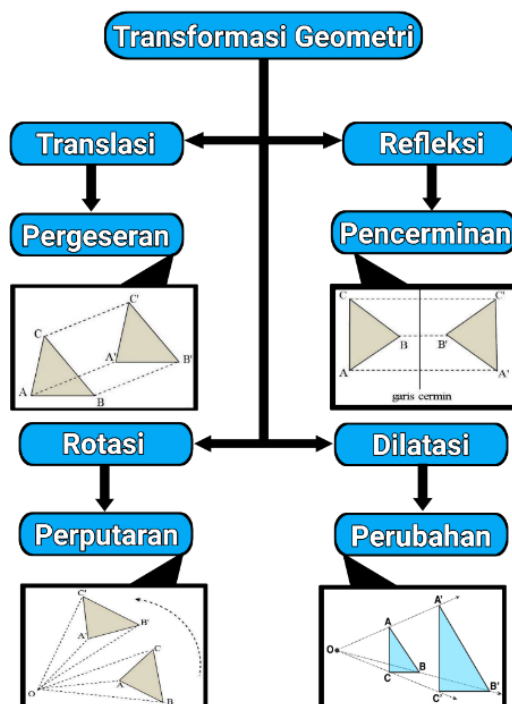 Transformasi Geometri
Translasi
Refleksi
Pergeseran
Pencerminan
C'
C
A'
B'
A
B
C
C'
B
B'
A
A'
garis cermin
Rotasi
Dilatasi
Perputaran
Perubahan
C'
A'
B'
C
O
A
B
A'
A
O
B
C
C'
B'